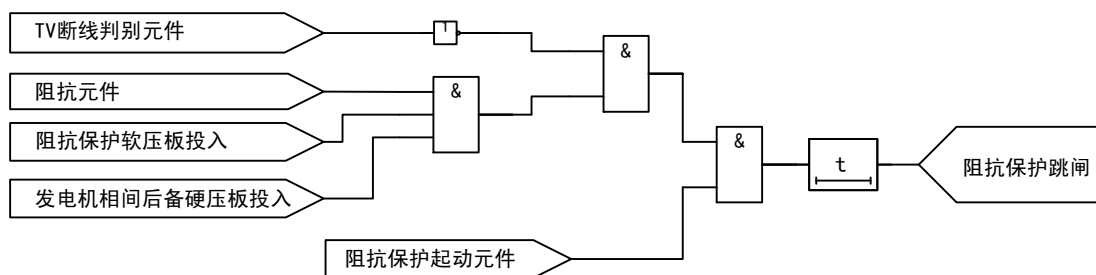 TV断线判别元件
1
&
阻抗元件
&
阻抗保护软压板投入
&
t
阻抗保护跳闸
发电机相间后备硬压板投入
阻抗保护起动元件